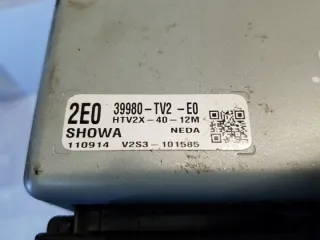 2E0 39980-TV2 -E0
HTV2X-40-12M
SHOWA NEDA
110914 V2S3-101585